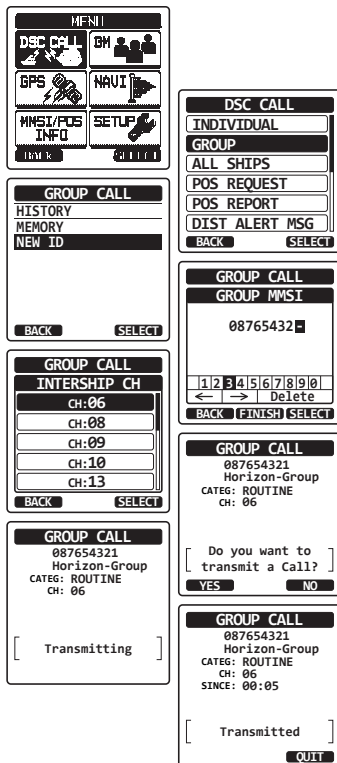 MENU
DSC CALL
GM
GPS
NAVI
MMSI/POS
INFO
SETUP
BACK
SELECT
DSC CALL
INDIVIDUAL
GROUP
ALL SHIPS
POS REQUEST
POS REPORT
DIST ALERT MSG
BACK
SELECT
GROUP CALL
HISTORY
MEMORY
NEW ID
BACK
SELECT
GROUP CALL
GROUP MMSI
08765432-
1 2 3 4 5 6 7 8 9 0
← → Delete
BACK FINISH SELECT
GROUP CALL
INTERSHIP CH
CH:06
CH:08
CH:09
CH:10
CH:13
BACK
SELECT
GROUP CALL
087654321
Horizon-Group
CATEG: ROUTINE
CH: 06
[ Do you want to
transmit a Call? ]
YES
NO
GROUP CALL
087654321
Horizon-Group
CATEG: ROUTINE
CH: 06
[ Transmitting ]
GROUP CALL
087654321
Horizon-Group
CATEG: ROUTINE
CH: 06
SINCE: 00:05
[ Transmitted ]
QUIT